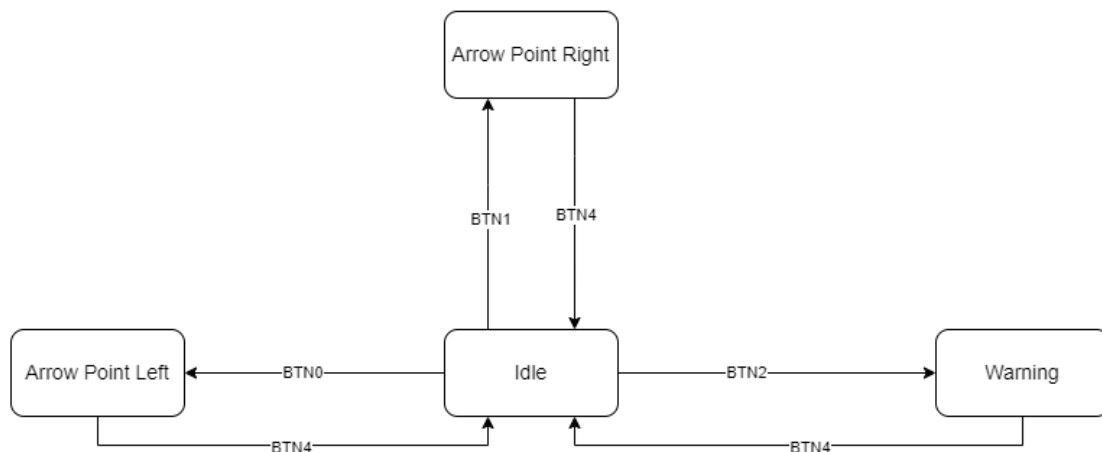 Arrow Point Right
BTN1
BTN4
Arrow Point Left
BTN0
Idle
BTN2
Warning
BTN4
BTN4